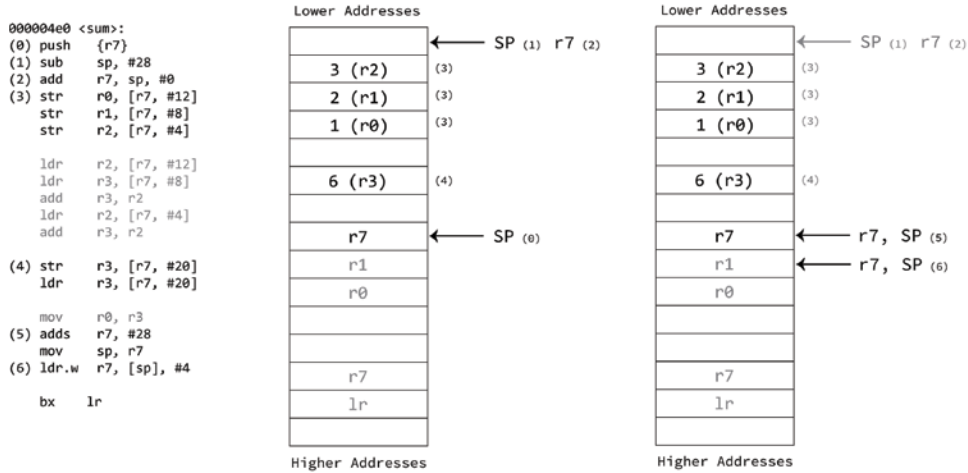 000004e0 <sum>:
(0) push {r7}
(1) sub sp, #28
(2) add r7, sp, #0
(3) str r0, [r7, #12]
str r1, [r7, #8]
str r2, [r7, #4]
ldr r2, [r7, #12]
ldr r3, [r7, #8]
add r3, r2
ldr r2, [r7, #4]
add r3, r2
(4) str r3, [r7, #20]
ldr r3, [r7, #20]
mov r0, r3
(5) adds r7, #28
mov sp, r7
(6) ldr.w r7, [sp], #4
bx lr
Lower Addresses
SP (1) r7 (2)
3 (r2) (3)
2 (r1) (3)
1 (r0) (3)
6 (r3) (4)
r7 SP (0)
r1
r0
r7
lr
Higher Addresses
Lower Addresses
SP (1) r7 (2)
3 (r2) (3)
2 (r1) (3)
1 (r0) (3)
6 (r3) (4)
r7 r7, SP (5)
r1 r7, SP (6)
r0
r7
lr
Higher Addresses